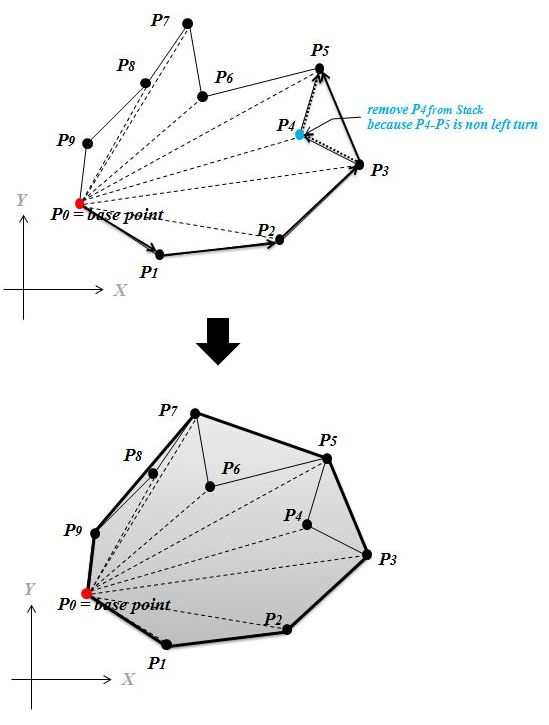 P7
P5
P8
P6
remove P4 from Stack
because P4-P5 is non left turn
P4
P9
P3
Y
P0 = base point
P2
P1
X
P7
P5
P8
P6
P4
P9
P3
Y
P0 = base point
P2
P1
X